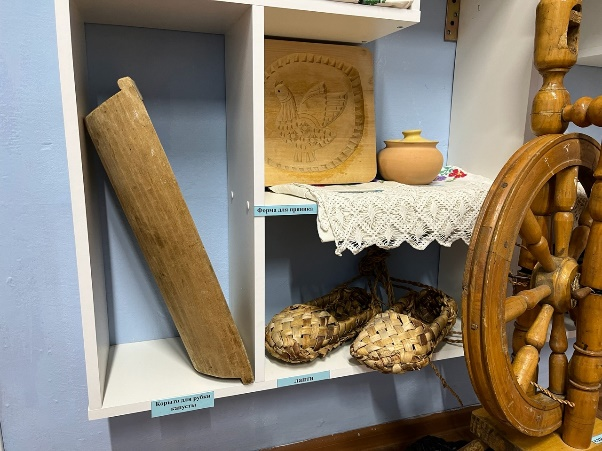 Форма для пряника
Корыто для рубки
капусты
Лапти